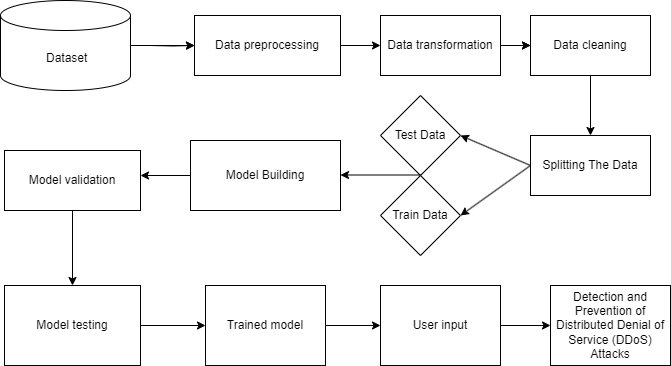 Dataset
Data preprocessing
Data transformation
Data cleaning
Test Data
Splitting The Data
Model Building
Model validation
Train Data
Model testing
Trained model
User input
Detection and
Prevention of
Distributed Denial of
Service (DDoS)
Attacks